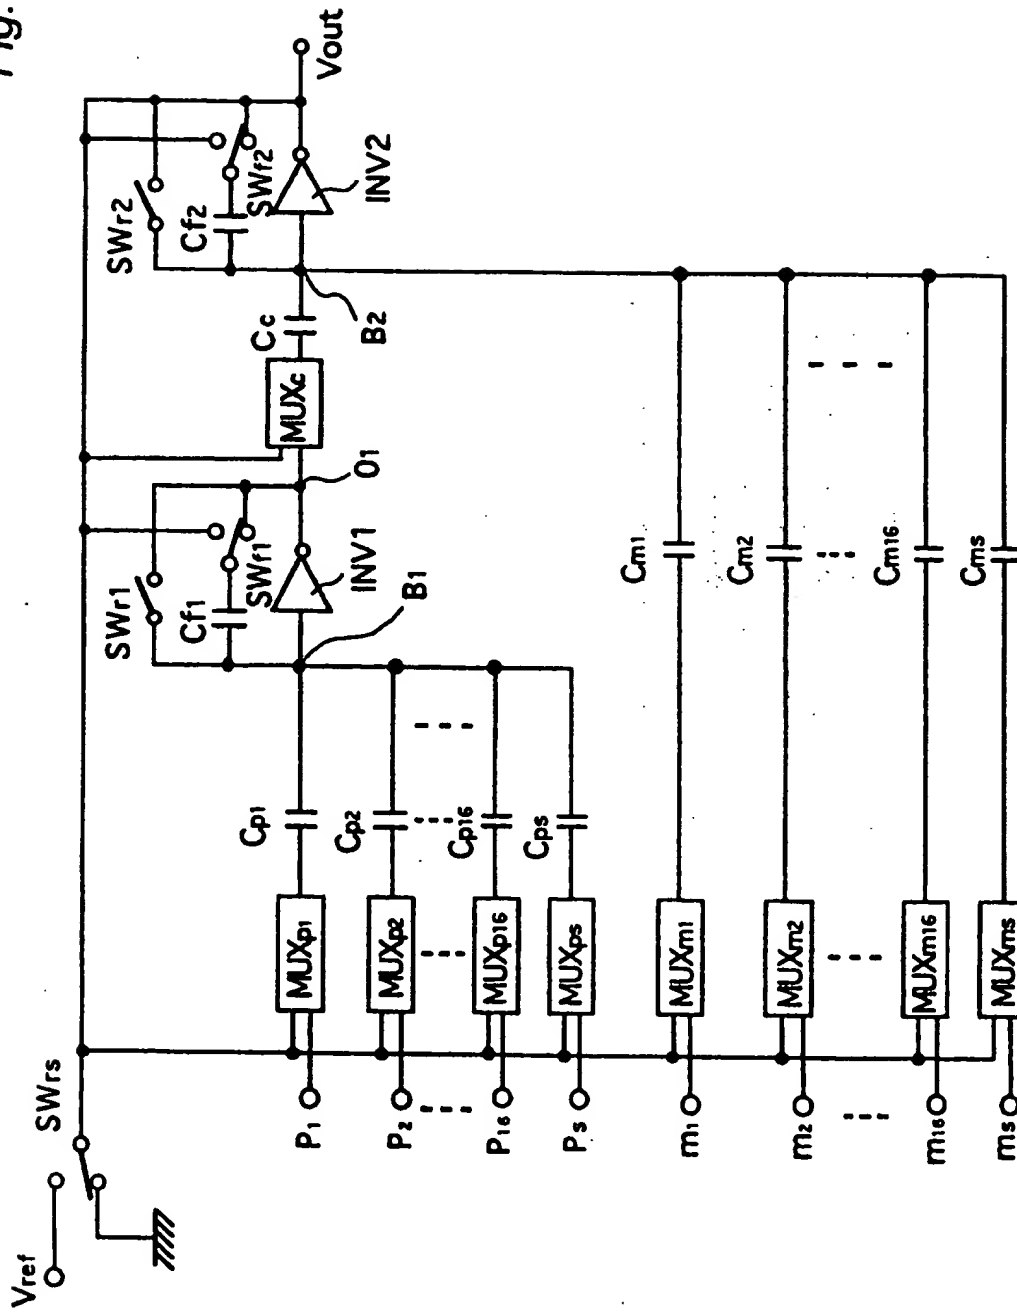 Fig.
Vref
SWrs
SWr1
Cf1
SWf1
INV1
B1
O1
MUXc
Cc
B2
SWr2
Cf2
SWf2
INV2
Vout
P1
MUXp1
Cp1
P2
MUXp2
Cp2
P16
MUXp16
Cp16
Ps
MUXps
Cps
m1
MUXm1
Cm1
m2
MUXm2
Cm2
m16
MUXm16
Cm16
ms
MUXms
Cms